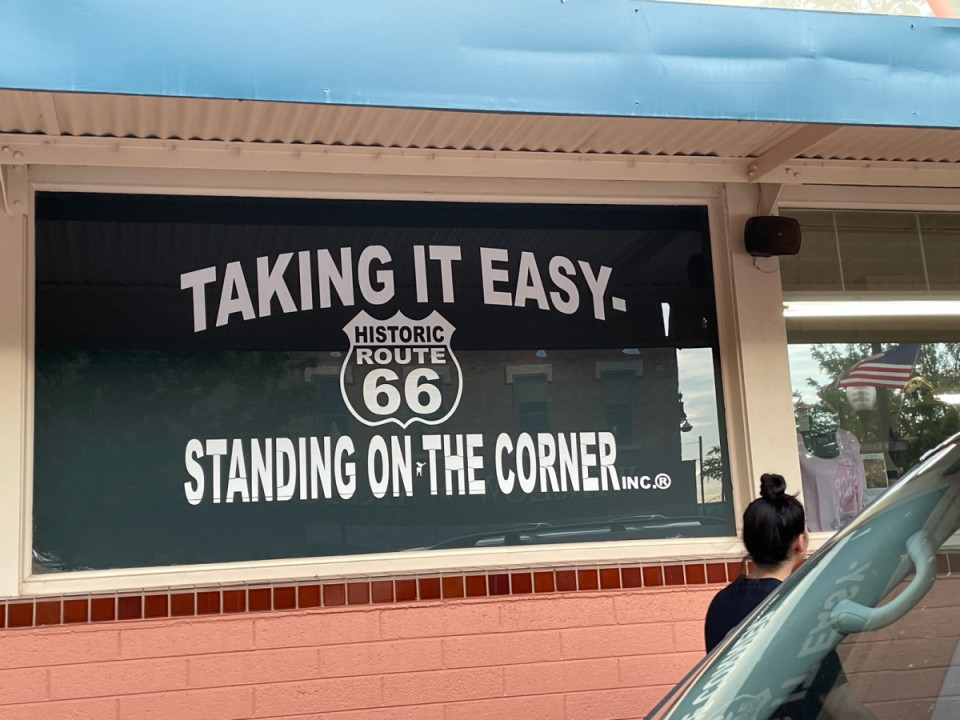 TAKING IT EASY-
HISTORIC
ROUTE
66
STANDING ON THE CORNER INC.®